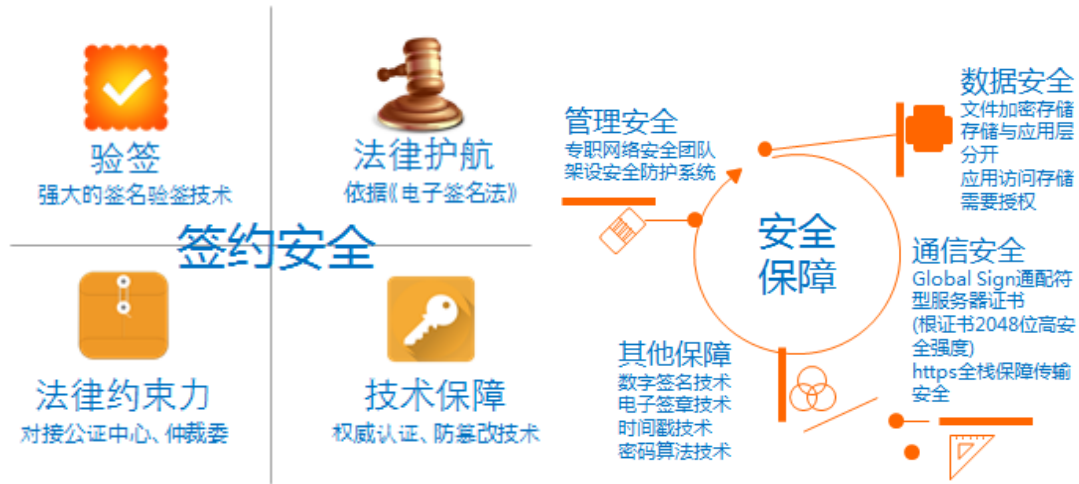 验签
强大的签名验签技术
法律护航
依据《电子签名法》
签约安全
法律约束力
对接公证中心、仲裁委
技术保障
权威认证、防篡改技术
管理安全
专职网络安全团队
架设安全防护系统
数据安全
文件加密存储
存储与应用层
分开
应用访问存储
需要授权
安全
保障
通信安全
Global Sign通配符
型服务器证书
(根证书2048位高安
全强度)
https全栈保障传输
安全
其他保障
数字签名技术
电子签章技术
时间戳技术
密码算法技术